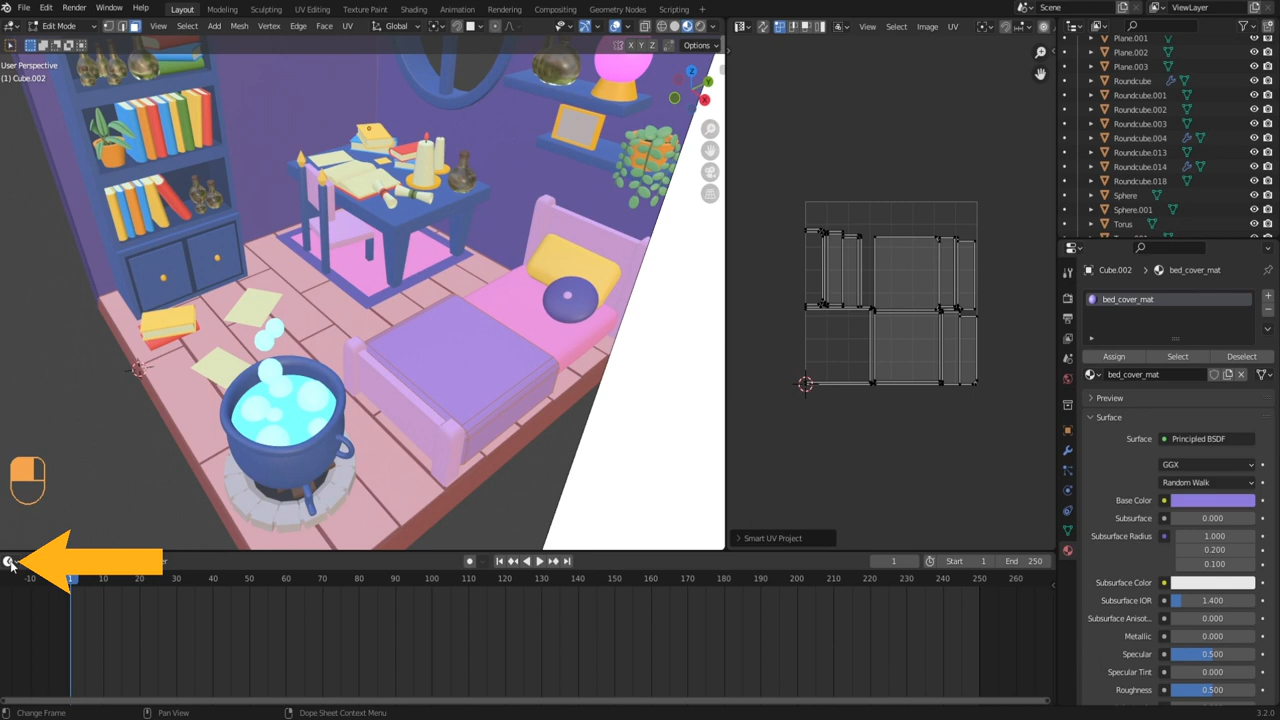 File Edit Render Window Help Layout Modeling Sculpting UV Editing Texture Paint Shading Animation Rendering Compositing Geometry Nodes Scripting Scene ViewLayer
Edit Mode View Select Add Mesh Vertex Edge Face UV Global View Select Image UV
X Y Z Options
User Perspective
(1) Cube.002
Z
Y
X
Plane.001
Plane.002
Plane.003
Roundcube
Roundcube.001
Roundcube.002
Roundcube.003
Roundcube.004
Roundcube.013
Roundcube.014
Roundcube.018
Sphere
Sphere.001
Torus
Cube.002 bed_cover_mat
bed_cover_mat
Assign Select Deselect
bed_cover_mat
Preview
Surface
Surface Principled BSDF
GGX
Random Walk
Base Color
Subsurface 0.000
Subsurface Radius 1.000
0.200
0.100
Subsurface Color
Subsurface IOR 1.400
Subsurface Anisot... 0.000
Metallic 0.000
Specular 0.500
Specular Tint 0.000
Roughness 0.500
Smart UV Project
1 Start 1 End 250
-10 1 10 20 30 40 50 60 70 80 90 100 110 120 130 140 150 160 170 180 190 200 210 220 230 240 250 260
Change Frame Pan View Dope Sheet Context Menu 3.2.0